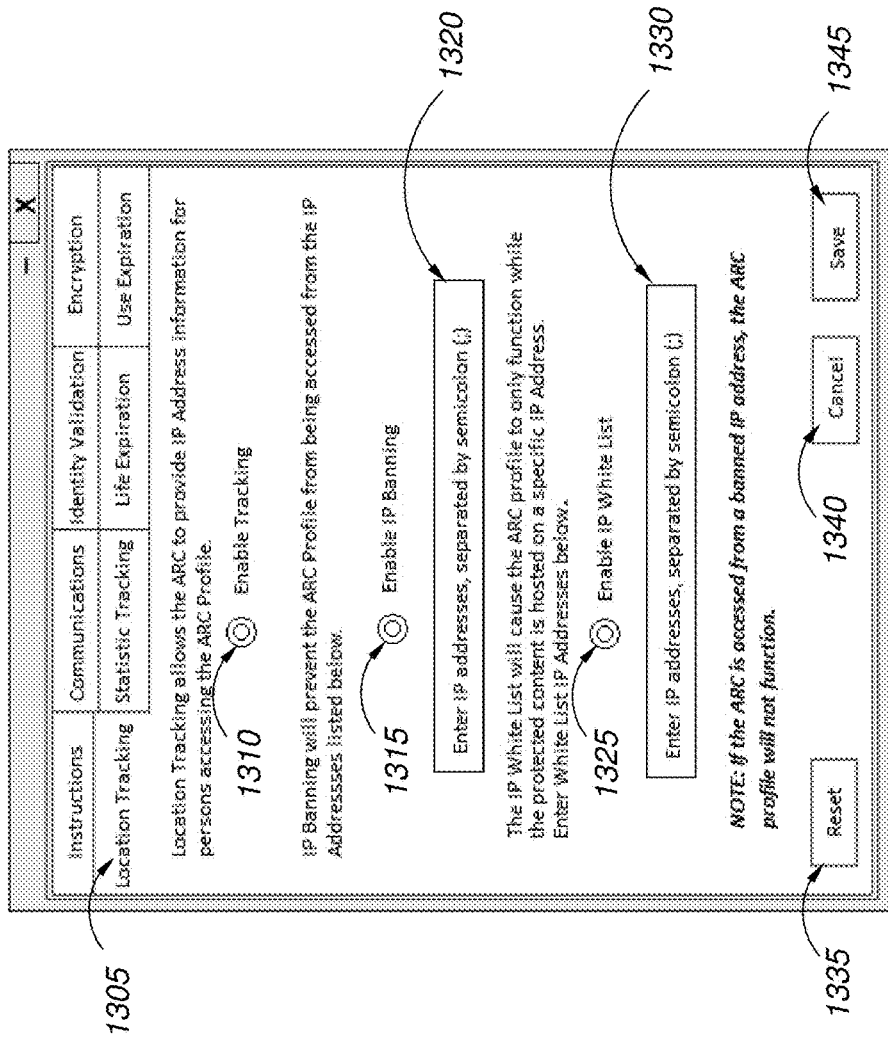 – X
Instructions Communications Identity Validation Encryption
Location Tracking Statistic Tracking Life Expiration Use Expiration
1305
Location Tracking allows the ARC to provide IP Address information for
persons accessing the ARC Profile.
1310
Enable Tracking
IP Banning will prevent the ARC Profile from being accessed from the IP
Addressses listed below.
1315
Enable IP Banning
1320
Enter IP addresses, separated by semicolon (;)
The IP White List will cause the ARC profile to only function while
the protected content is hosted on a specific IP Address.
Enter White List IP Addresses below.
1325
Enable IP White List
1330
Enter IP addresses, separated by semicolon (;)
NOTE: If the ARC is accessed from a banned IP address, the ARC
profile will not function.
Reset Cancel Save
1335
1340
1345